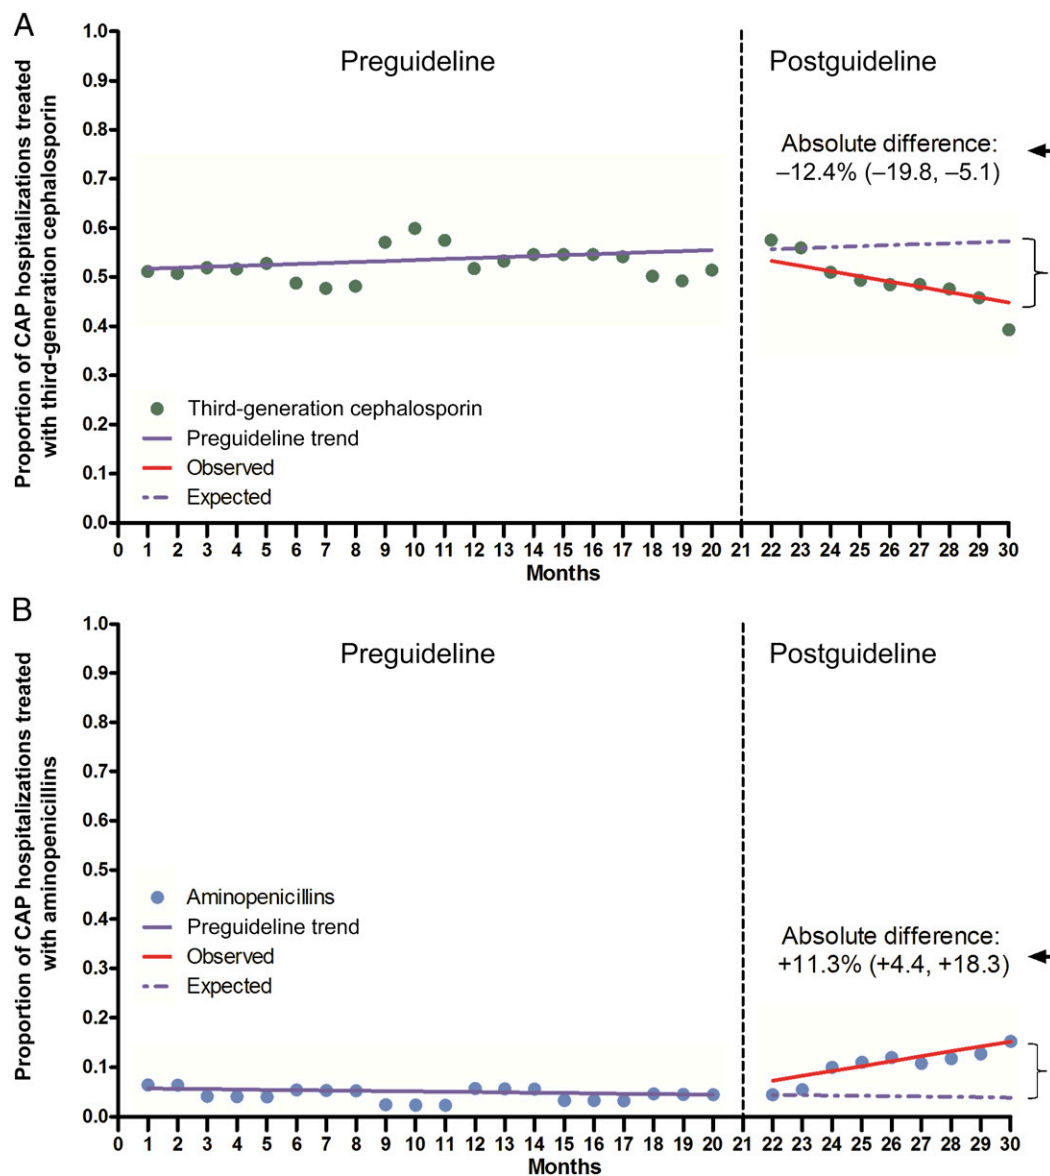 A
Proportion of CAP hospitalizations treated
with third-generation cephalosporin
1.0
0.9
0.8
0.7
0.6
0.5
0.4
0.3
0.2
0.1
0.0
Preguideline
Postguideline
Absolute difference:
–12.4% (–19.8, –5.1)
Third-generation cephalosporin
Preguideline trend
Observed
Expected
0 1 2 3 4 5 6 7 8 9 10 11 12 13 14 15 16 17 18 19 20 21 22 23 24 25 26 27 28 29 30
Months
B
Proportion of CAP hospitalizations treated
with aminopenicillins
1.0
0.9
0.8
0.7
0.6
0.5
0.4
0.3
0.2
0.1
0.0
Preguideline
Postguideline
Aminopenicillins
Preguideline trend
Observed
Expected
Absolute difference:
+11.3% (+4.4, +18.3)
0 1 2 3 4 5 6 7 8 9 10 11 12 13 14 15 16 17 18 19 20 21 22 23 24 25 26 27 28 29 30
Months